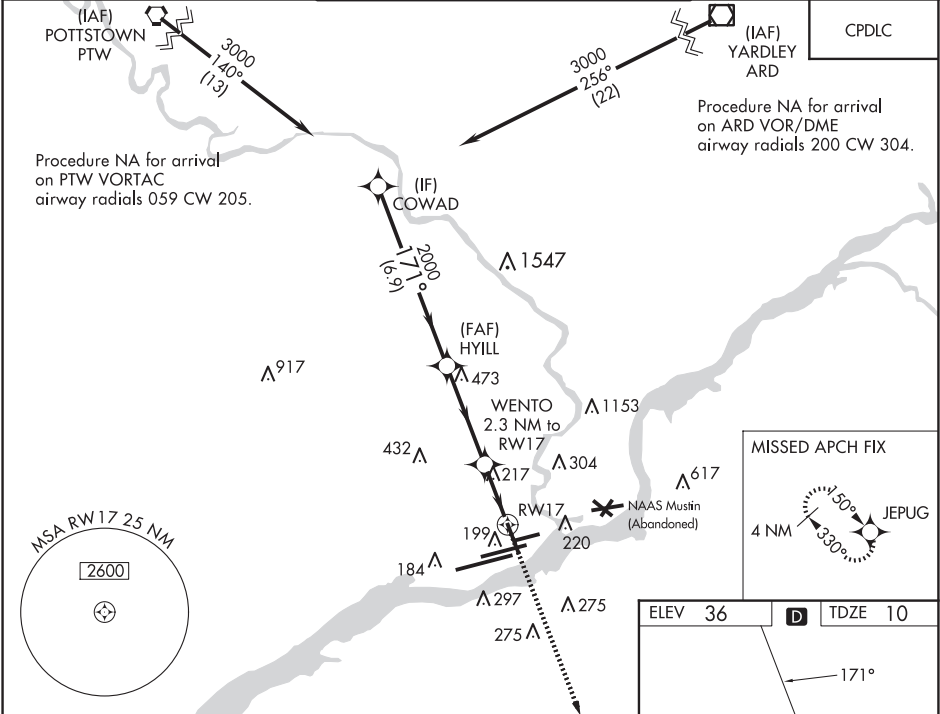 (IAF)
POTTSTOWN
PTW
3000
140°
(13)
3000
256°
(22)
(IAF)
YARDLEY
ARD
CPDLC
Procedure NA for arrival
on ARD VOR/DME
airway radials 200 CW 304.
Procedure NA for arrival
on PTW VORTAC
airway radials 059 CW 205.
(IF)
COWAD
2000
171°
(6.9)
1547
(FAF)
HYILL
917
473
WENTO
2.3 NM to
RW17
1153
432
217
304
617
RW17
NAAS Mustin
(Abandoned)
199
220
184
297
275
275
MSA RW17 25 NM
2600
MISSED APCH FIX
4 NM
150°
330°
JEPUG
ELEV 36
D
TDZE 10
171°